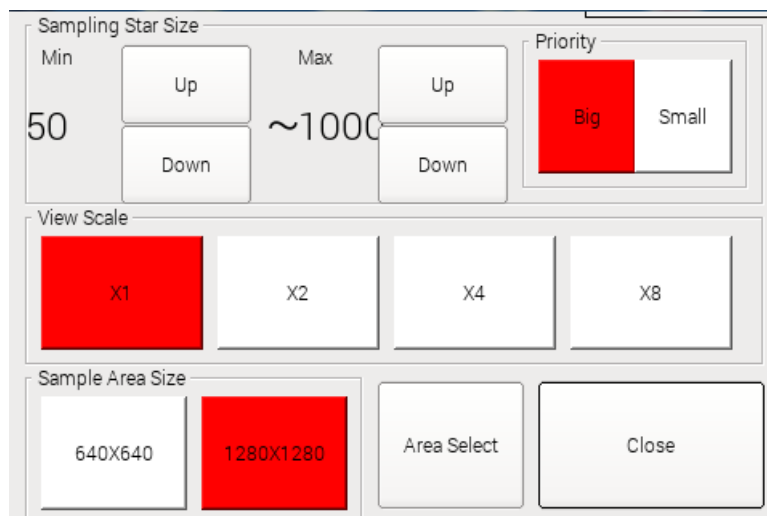 Sampling Star Size
Min
50
Up
Down
Max
~1000
Up
Down
Priority
Big
Small
View Scale
X1
X2
X4
X8
Sample Area Size
640X640
1280X1280
Area Select
Close